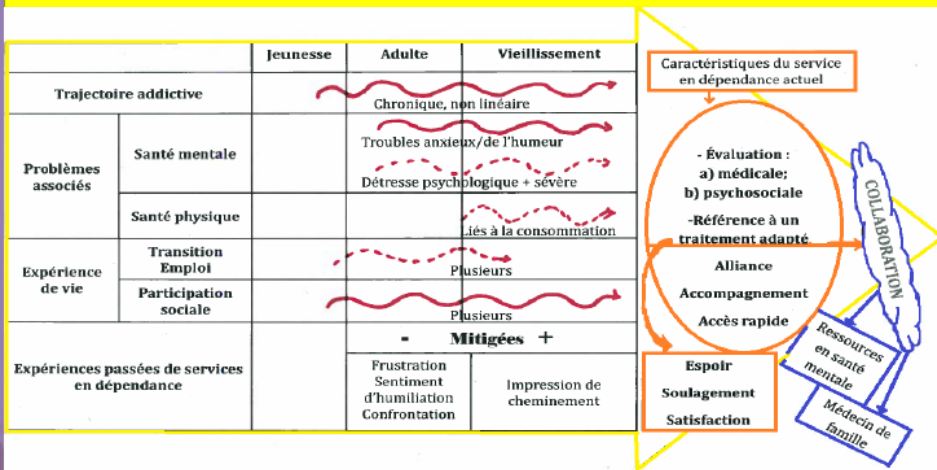 Jeunesse
Adulte
Vieillissement
Trajectoire addictive
Chronique, non linéaire
Problèmes
associés
Santé mentale
Troubles anxieux/de l'humeur
Détresse psychologique + sévère
Santé physique
Liés à la consommation
Expérience
de vie
Transition
Emploi
Plusieurs
Participation
sociale
Plusieurs
Expériences passées de services
en dépendance
- Mitigées +
Frustration
Sentiment
d'humiliation
Confrontation
Impression de
cheminement
Caractéristiques du service
en dépendance actuel
- Évaluation :
a) médicale;
b) psychosociale
-Référence à un
traitement adapté
Alliance
Accompagnement
Accès rapide
Espoir
Soulagement
Satisfaction
COLLABORATION
Ressources
en santé
mentale
Médecin de
famille